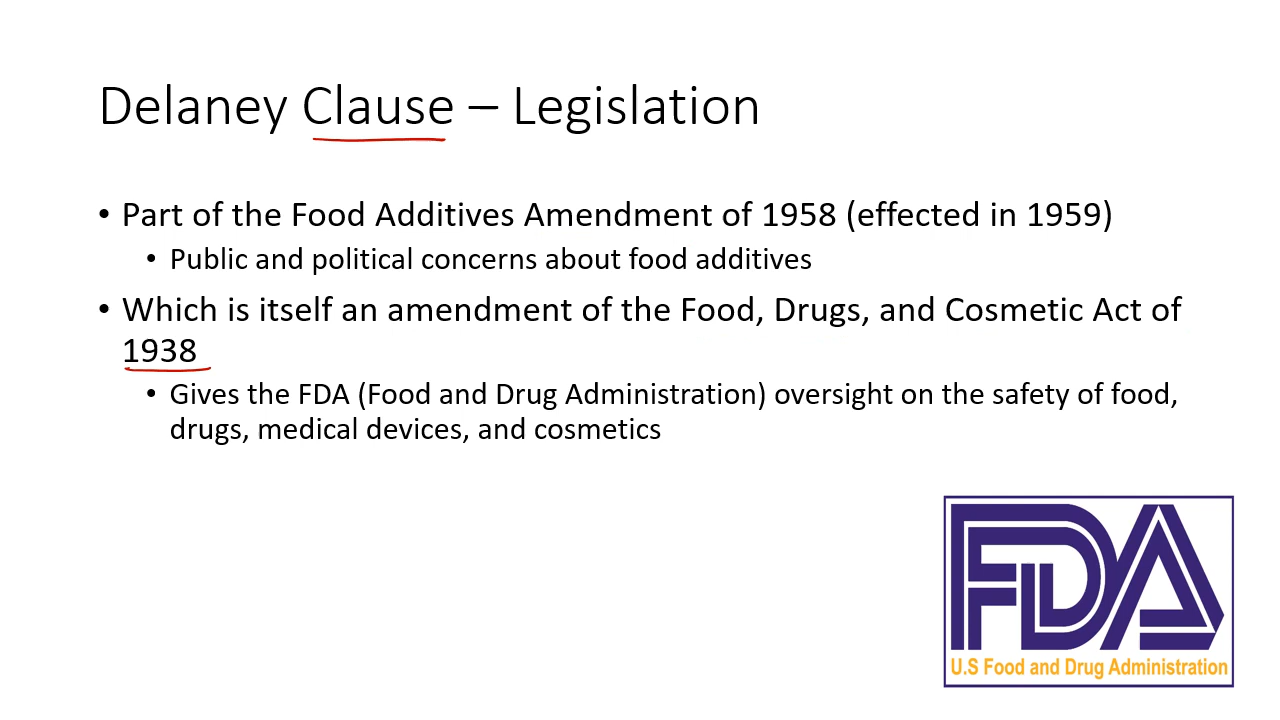 Delaney Clause – Legislation
• Part of the Food Additives Amendment of 1958 (effected in 1959)
• Public and political concerns about food additives
• Which is itself an amendment of the Food, Drugs, and Cosmetic Act of
1938
• Gives the FDA (Food and Drug Administration) oversight on the safety of food,
drugs, medical devices, and cosmetics
FDA
U.S Food and Drug Administration